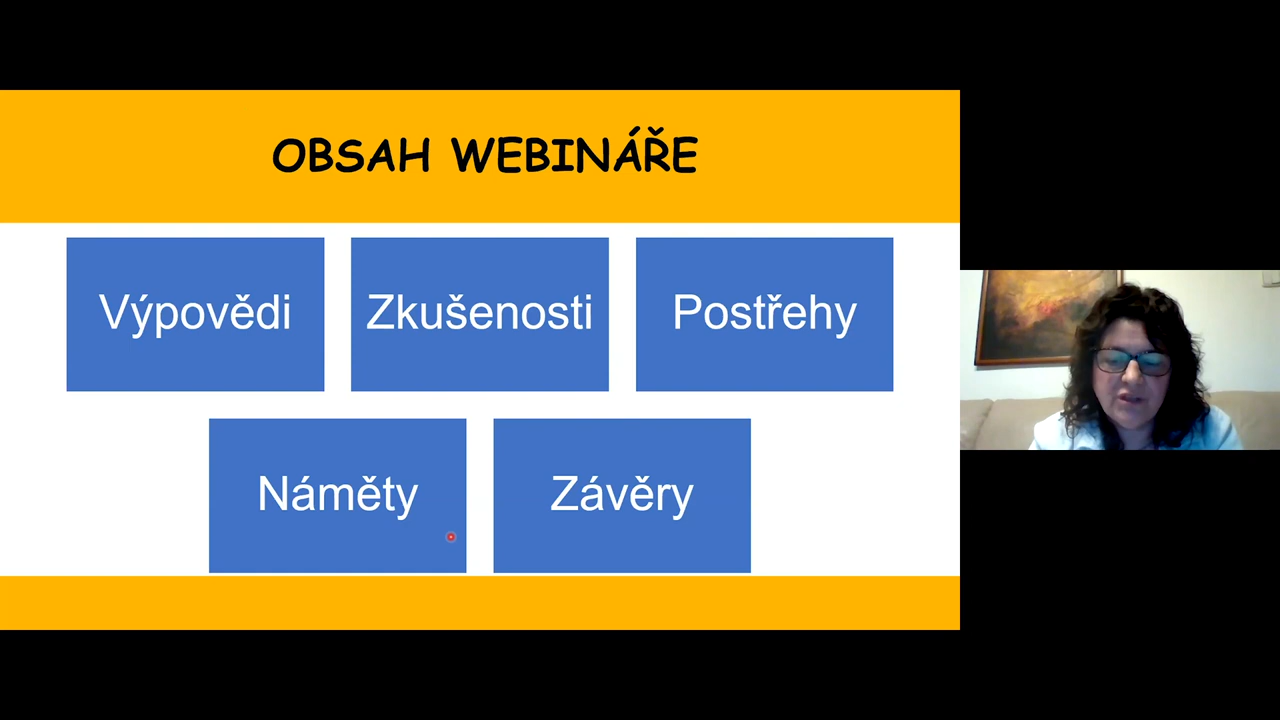 OBSAH WEBINÁŘE
Výpovědi
Zkušenosti
Postřehy
Náměty
Závěry